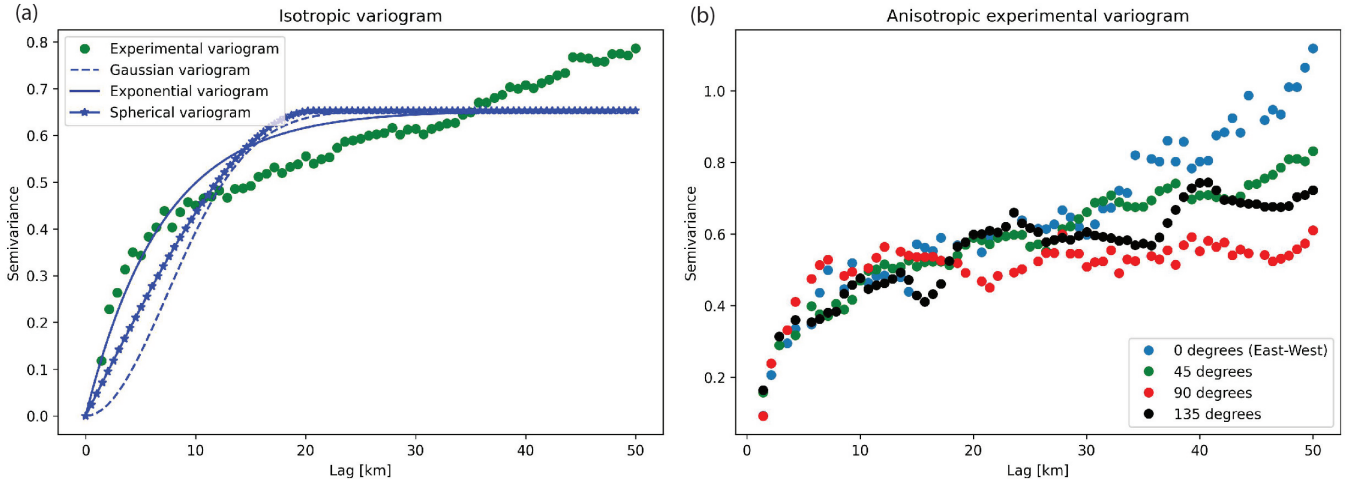 (a)
Isotropic variogram
0.8
0.7
0.6
0.5
0.4
0.3
0.2
0.1
0.0
Semivariance
Experimental variogram
Gaussian variogram
Exponential variogram
Spherical variogram
0 10 20 30 40 50
Lag [km]
(b)
Anisotropic experimental variogram
1.0
0.8
0.6
0.4
0.2
Semivariance
0 degrees (East-West)
45 degrees
90 degrees
135 degrees
0 10 20 30 40 50
Lag [km]